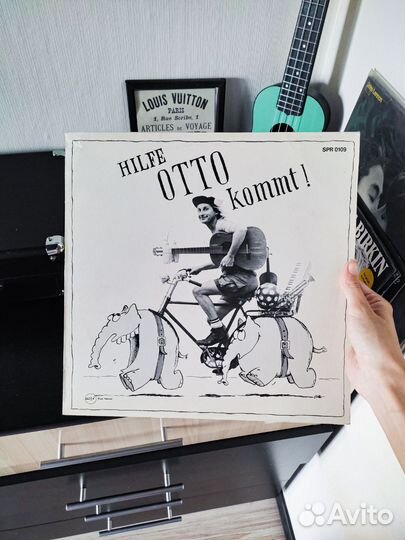 LOUIS VUITTON
PARIS
1, Rue Scribe, 1
ARTICLES de VOYAGE
HILFE
OTTO
kommt!
SPR 0109
BIRKIN
Avito